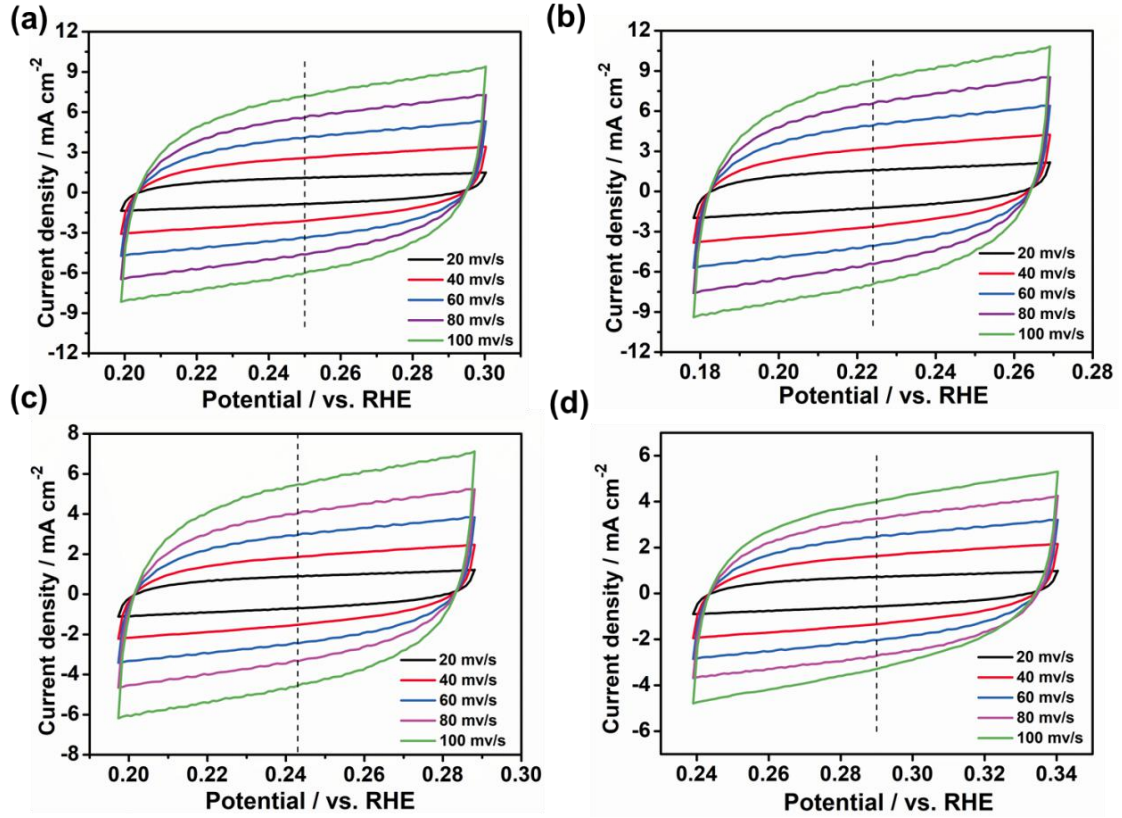 (a)
Current density / mA cm-2
12
9
6
3
0
-3
-6
-9
-12
20 mv/s
40 mv/s
60 mv/s
80 mv/s
100 mv/s
0.20 0.22 0.24 0.26 0.28 0.30
Potential / vs. RHE
(b)
Current density / mA cm-2
12
9
6
3
0
-3
-6
-9
-12
20 mv/s
40 mv/s
60 mv/s
80 mv/s
100 mv/s
0.18 0.20 0.22 0.24 0.26 0.28
Potential / vs. RHE
(c)
Current density / mA cm-2
8
6
4
2
0
-2
-4
-6
-8
20 mv/s
40 mv/s
60 mv/s
80 mv/s
100 mv/s
0.20 0.22 0.24 0.26 0.28 0.30
Potential / vs. RHE
(d)
Current density / mA cm-2
6
4
2
0
-2
-4
-6
20 mv/s
40 mv/s
60 mv/s
80 mv/s
100 mv/s
0.24 0.26 0.28 0.30 0.32 0.34
Potential / vs. RHE